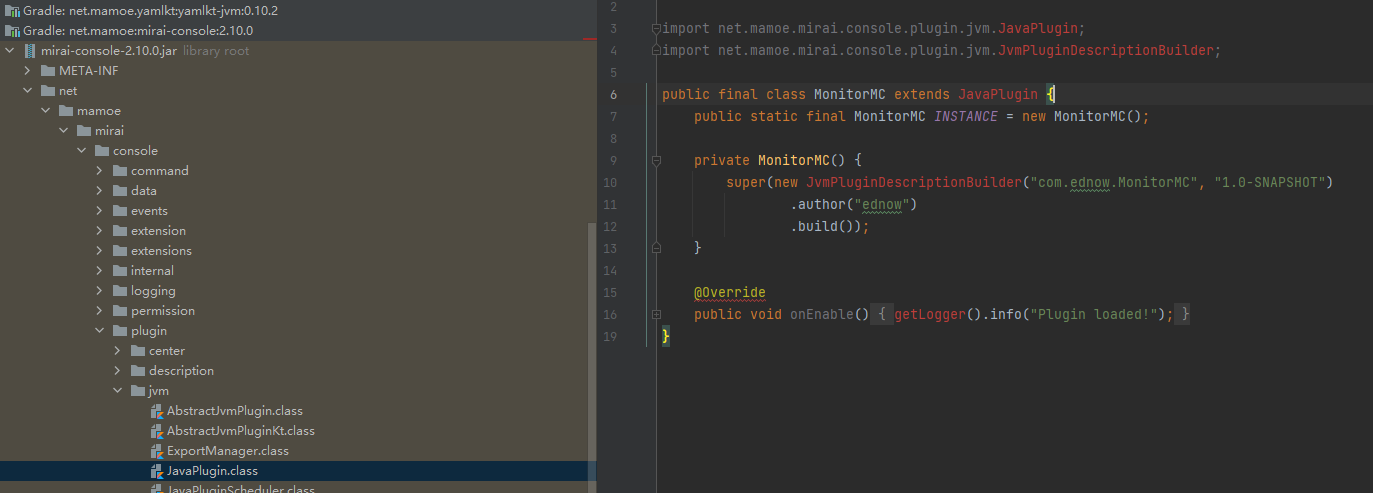 Gradle: net.mamoe.yamlkt:yamlkt-jvm:0.10.2
Gradle: net.mamoe:mirai-console:2.10.0
mirai-console-2.10.0.jar library root
META-INF
net
mamoe
mirai
console
command
data
events
extension
extensions
internal
logging
permission
plugin
center
description
jvm
AbstractJvmPlugin.class
AbstractJvmPluginKt.class
ExportManager.class
JavaPlugin.class
JavaPluginScheduler.class
2
3 import net.mamoe.mirai.console.plugin.jvm.JavaPlugin;
4 import net.mamoe.mirai.console.plugin.jvm.JvmPluginDescriptionBuilder;
5
6 public final class MonitorMC extends JavaPlugin {
7 public static final MonitorMC INSTANCE = new MonitorMC();
8
9 private MonitorMC() {
10 super(new JvmPluginDescriptionBuilder("com.ednow.MonitorMC", "1.0-SNAPSHOT")
11 .author("ednow")
12 .build());
13 }
14
15 @Override
16 public void onEnable() { getLogger().info("Plugin loaded!"); }
19 }